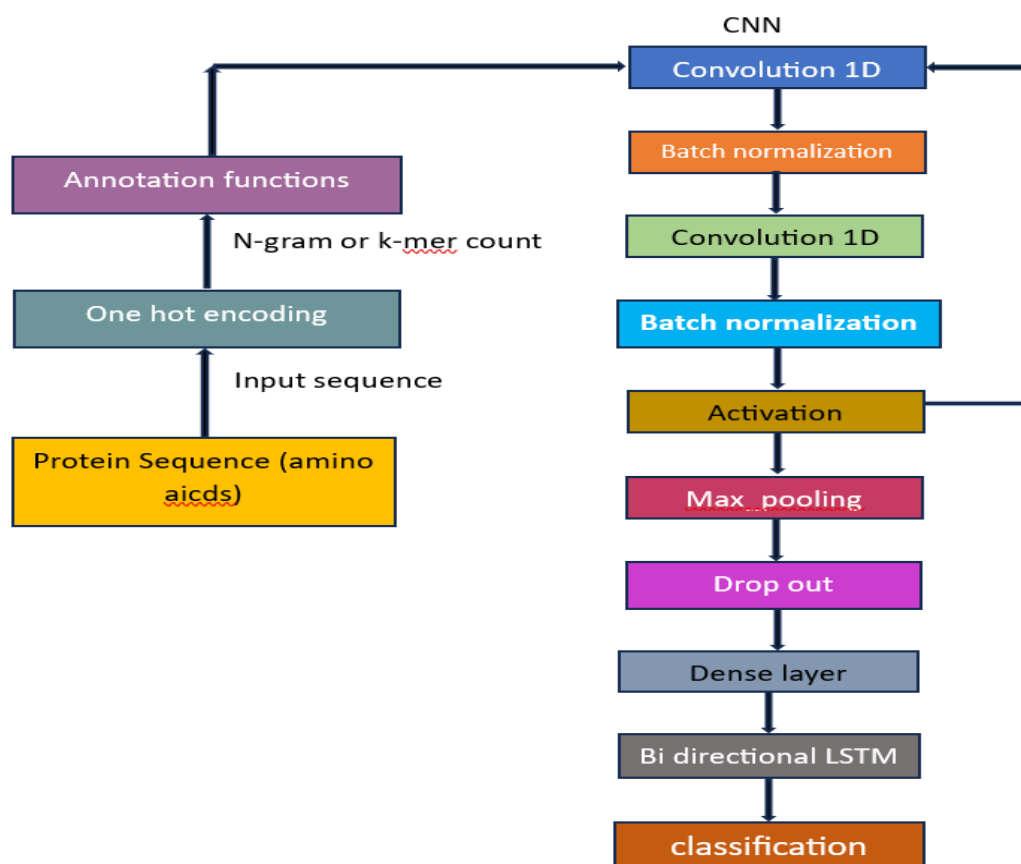 CNN
Convolution 1D
Batch normalization
Annotation functions
N-gram or k-mer count
Convolution 1D
One hot encoding
Batch normalization
Input sequence
Activation
Protein Sequence (amino
aicds)
Max_pooling
Drop out
Dense layer
Bi directional LSTM
classification